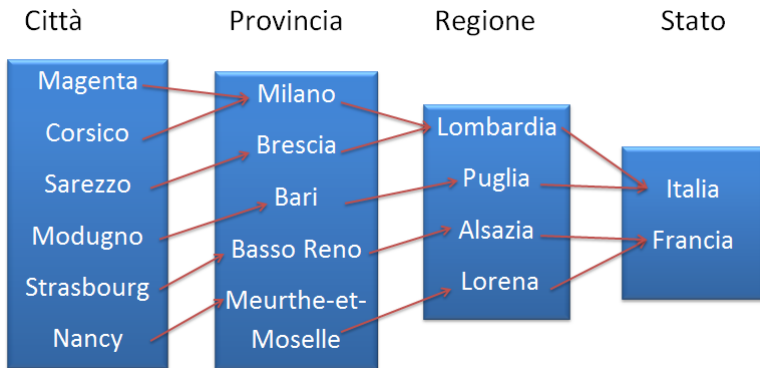 Città
Provincia
Regione
Stato
Magenta
Corsico
Sarezzo
Modugno
Strasbourg
Nancy
Milano
Brescia
Bari
Basso Reno
Meurthe-et-
Moselle
Lombardia
Puglia
Alsazia
Lorena
Italia
Francia